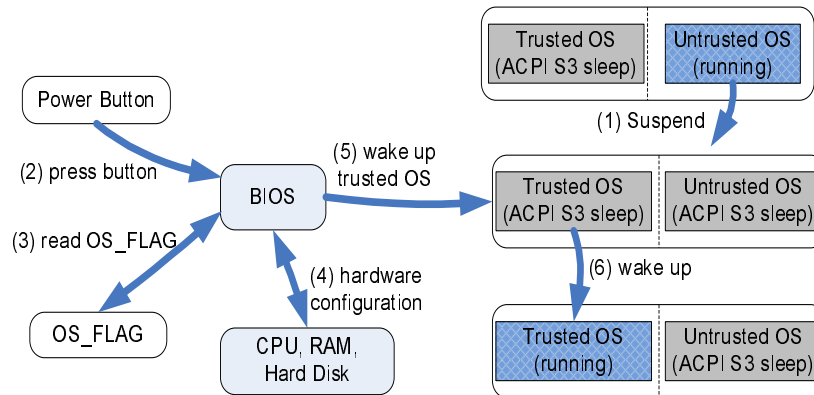 Trusted OS
(ACPI S3 sleep)
Untrusted OS
(running)
Power Button
(1) Suspend
(2) press button
(5) wake up
trusted OS
BIOS
Trusted OS
(ACPI S3 sleep)
Untrusted OS
(ACPI S3 sleep)
(3) read OS_FLAG
(4) hardware
configuration
(6) wake up
OS_FLAG
CPU, RAM,
Hard Disk
Trusted OS
(running)
Untrusted OS
(ACPI S3 sleep)